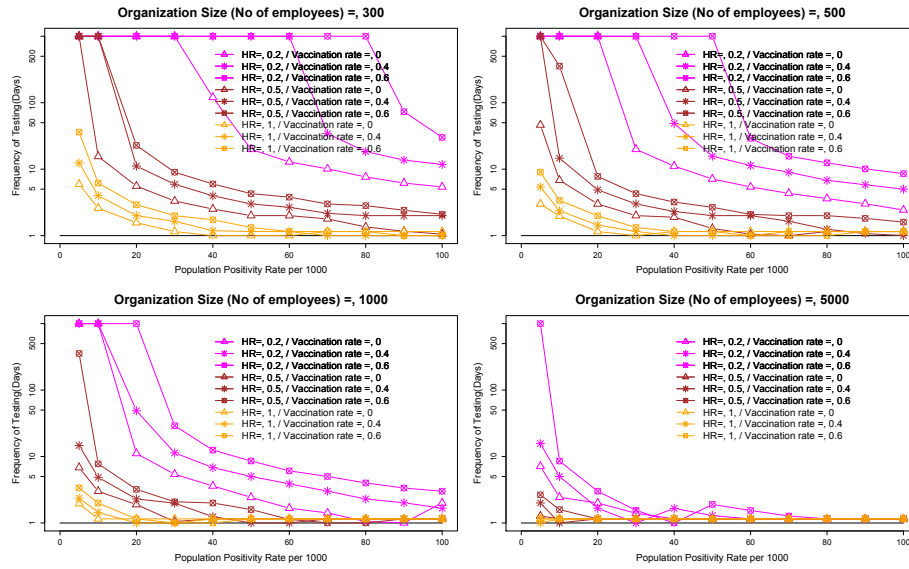 Organization Size (No of employees) =, 300
Frequency of Testing(Days)
500
100
50
10
5
1
HR=, 0.2 / Vaccination rate =, 0
HR=, 0.2 / Vaccination rate =, 0.4
HR=, 0.2 / Vaccination rate =, 0.6
HR=, 0.5 / Vaccination rate =, 0
HR=, 0.5 / Vaccination rate =, 0.4
HR=, 0.5 / Vaccination rate =, 0.6
HR=, 1, / Vaccination rate =, 0
HR=, 1, / Vaccination rate =, 0.4
HR=, 1, / Vaccination rate =, 0.6
0 20 40 60 80 100
Population Positivity Rate per 1000
Organization Size (No of employees) =, 500
Frequency of Testing(Days)
500
100
50
10
5
1
HR=, 0.2 / Vaccination rate =, 0
HR=, 0.2 / Vaccination rate =, 0.4
HR=, 0.2 / Vaccination rate =, 0.6
HR=, 0.5 / Vaccination rate =, 0
HR=, 0.5 / Vaccination rate =, 0.4
HR=, 0.5 / Vaccination rate =, 0.6
HR=, 1, / Vaccination rate =, 0
HR=, 1, / Vaccination rate =, 0.4
HR=, 1, / Vaccination rate =, 0.6
0 20 40 60 80 100
Population Positivity Rate per 1000
Organization Size (No of employees) =, 1000
Frequency of Testing(Days)
500
100
50
10
5
1
HR=, 0.2 / Vaccination rate =, 0
HR=, 0.2 / Vaccination rate =, 0.4
HR=, 0.2 / Vaccination rate =, 0.6
HR=, 0.5 / Vaccination rate =, 0
HR=, 0.5 / Vaccination rate =, 0.4
HR=, 0.5 / Vaccination rate =, 0.6
HR=, 1, / Vaccination rate =, 0
HR=, 1, / Vaccination rate =, 0.4
HR=, 1, / Vaccination rate =, 0.6
0 20 40 60 80 100
Population Positivity Rate per 1000
Organization Size (No of employees) =, 5000
Frequency of Testing(Days)
500
100
50
10
5
1
HR=, 0.2 / Vaccination rate =, 0
HR=, 0.2 / Vaccination rate =, 0.4
HR=, 0.2 / Vaccination rate =, 0.6
HR=, 0.5 / Vaccination rate =, 0
HR=, 0.5 / Vaccination rate =, 0.4
HR=, 0.5 / Vaccination rate =, 0.6
HR=, 1, / Vaccination rate =, 0
HR=, 1, / Vaccination rate =, 0.4
HR=, 1, / Vaccination rate =, 0.6
0 20 40 60 80 100
Population Positivity Rate per 1000